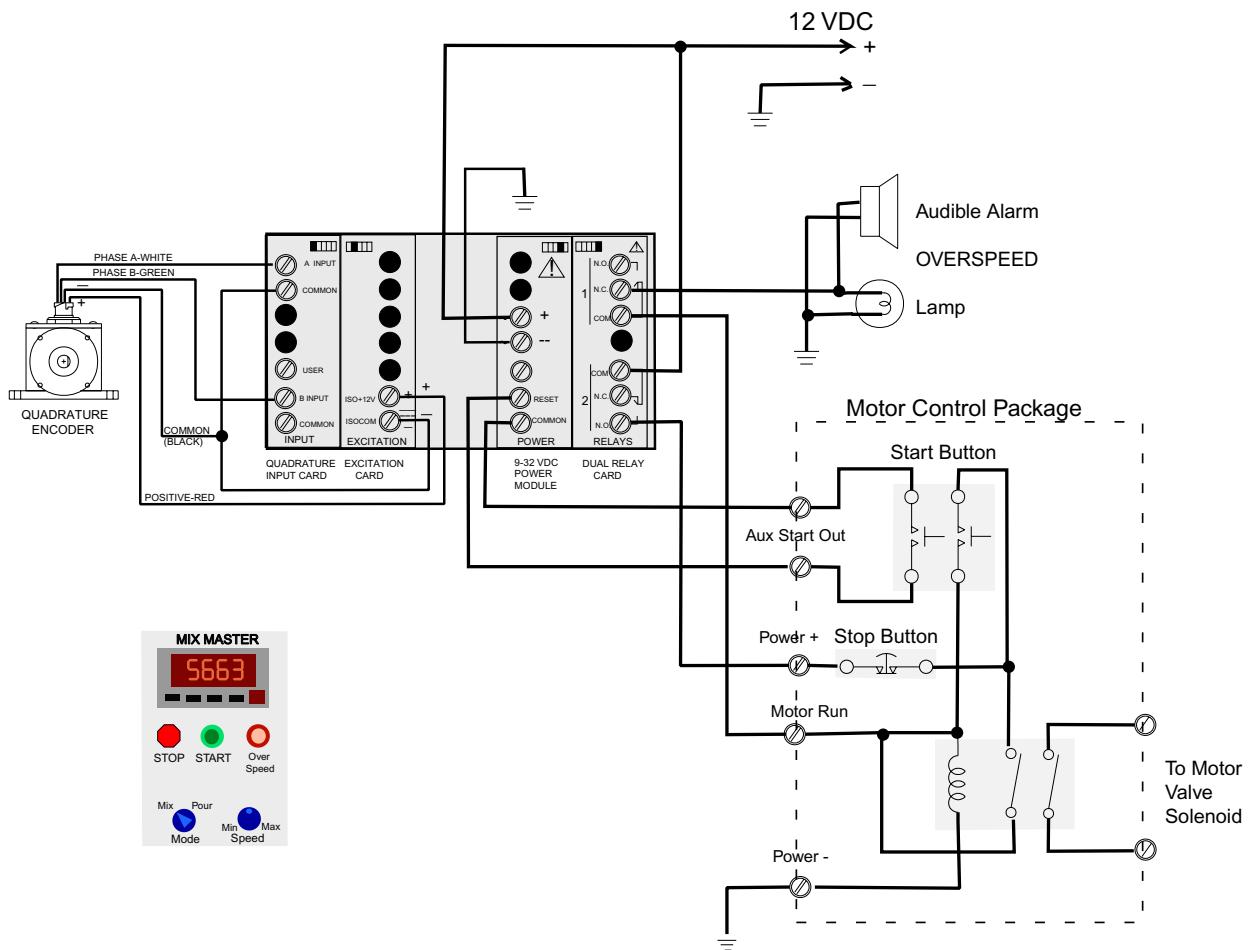 12 VDC
+
–
Audible Alarm
OVERSPEED
Lamp
PHASE A-WHITE
PHASE B-GREEN
–
+
QUADRATURE
ENCODER
COMMON
(BLACK)
POSITIVE-RED
A INPUT
COMMON
USER
B INPUT
COMMON
INPUT
QUADRATURE
INPUT CARD
ISO+12V
+
+
ISOCOM
–
–
EXCITATION
EXCITATION
CARD
+
--
RESET
COMMON
POWER
9-32 VDC
POWER
MODULE
N.O.
1
N.C.
COM
COM
2
N.C.
N.O.
RELAYS
DUAL RELAY
CARD
Motor Control Package
Start Button
Aux Start Out
Power +
Stop Button
Motor Run
Power -
To Motor
Valve
Solenoid
MIX MASTER
5663
STOP
START
Over
Speed
Mix
Pour
Mode
Min
Max
Speed